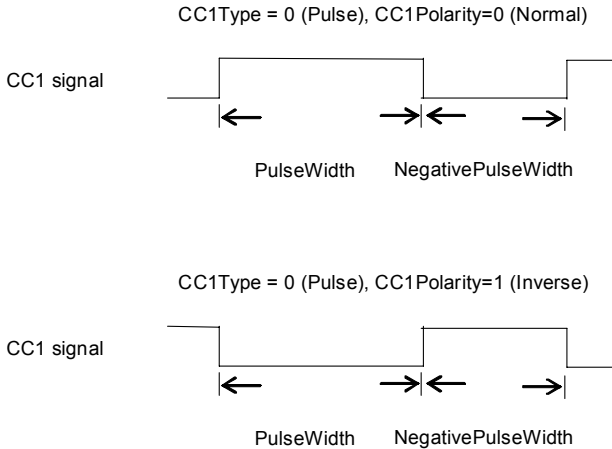 CC1Type = 0 (Pulse), CC1Polarity=0 (Normal)
CC1 signal
PulseWidth NegativePulseWidth
CC1Type = 0 (Pulse), CC1Polarity=1 (Inverse)
CC1 signal
PulseWidth NegativePulseWidth